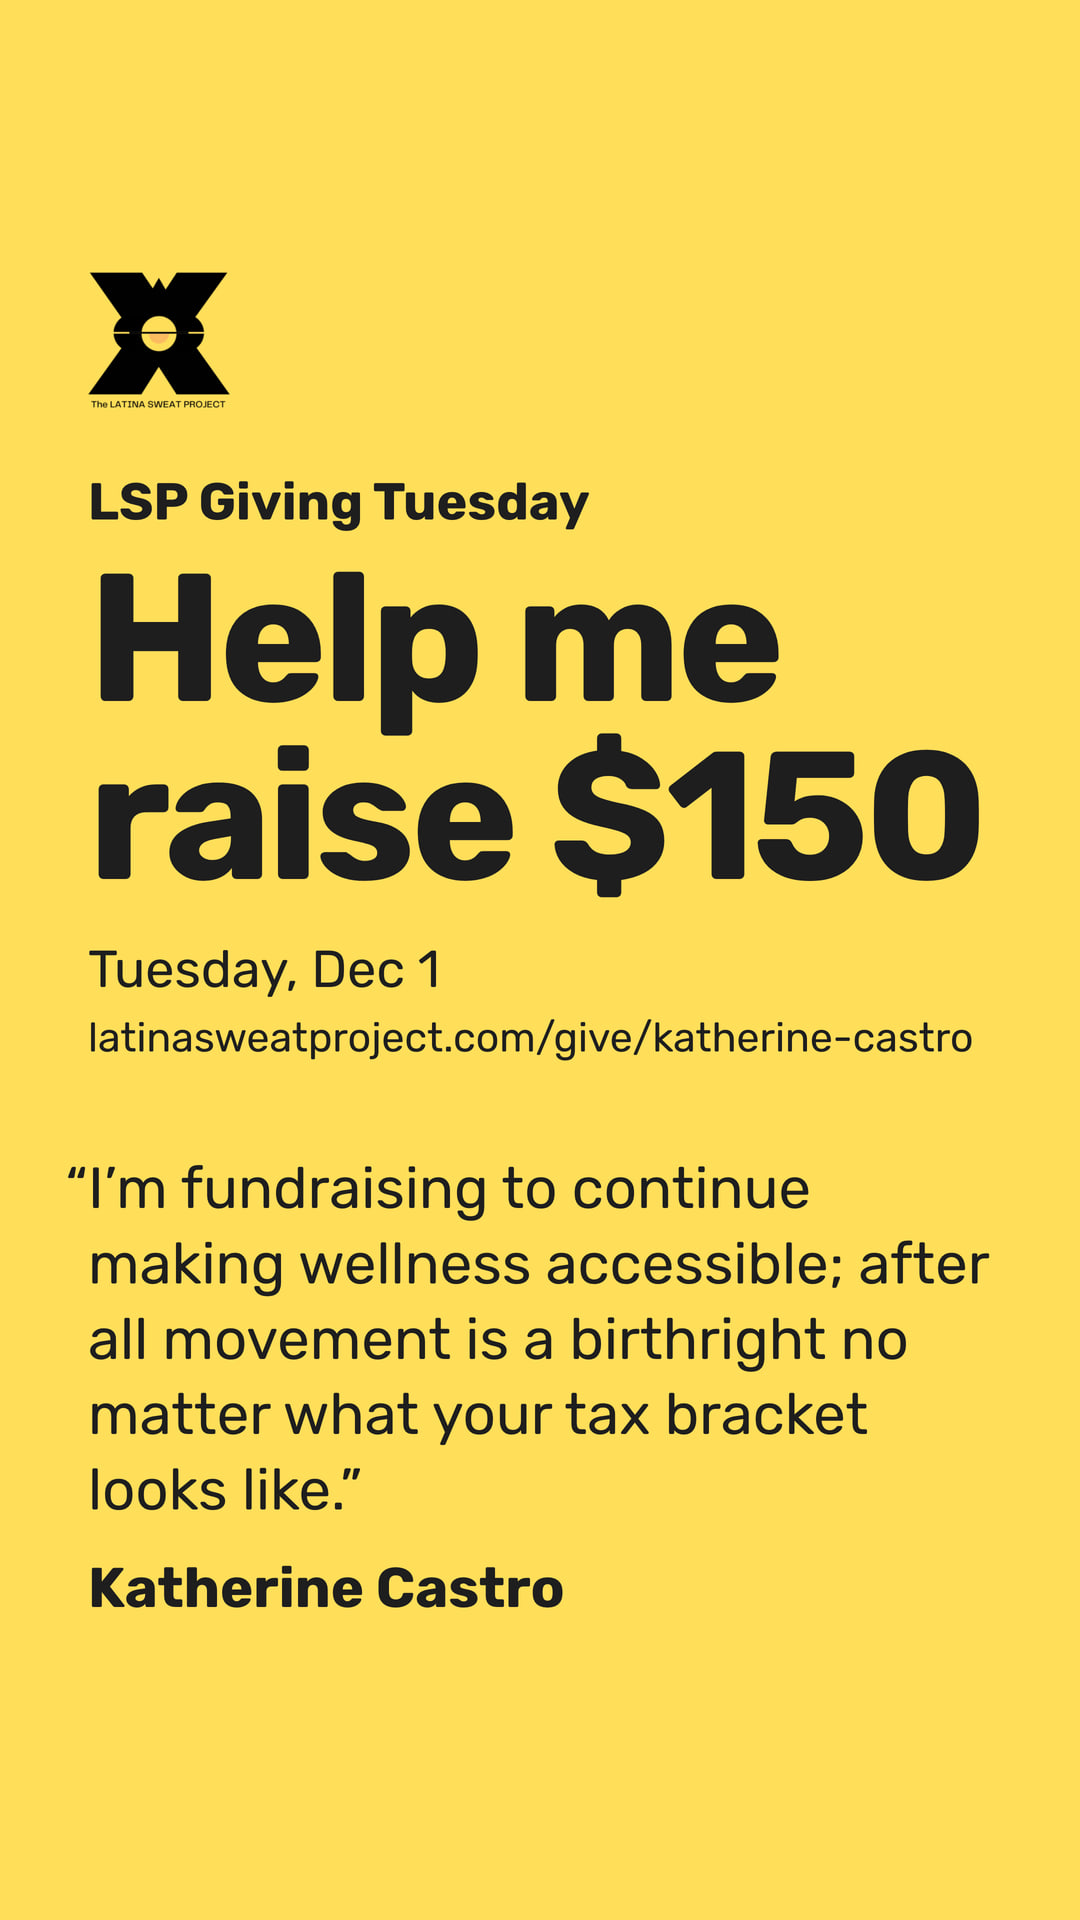 The LATINA SWEAT PROJECT
LSP Giving Tuesday
Help me
raise $150
Tuesday, Dec 1
latinasweatproject.com/give/katherine-castro
“I’m fundraising to continue
making wellness accessible; after
all movement is a birthright no
matter what your tax bracket
looks like.”
Katherine Castro